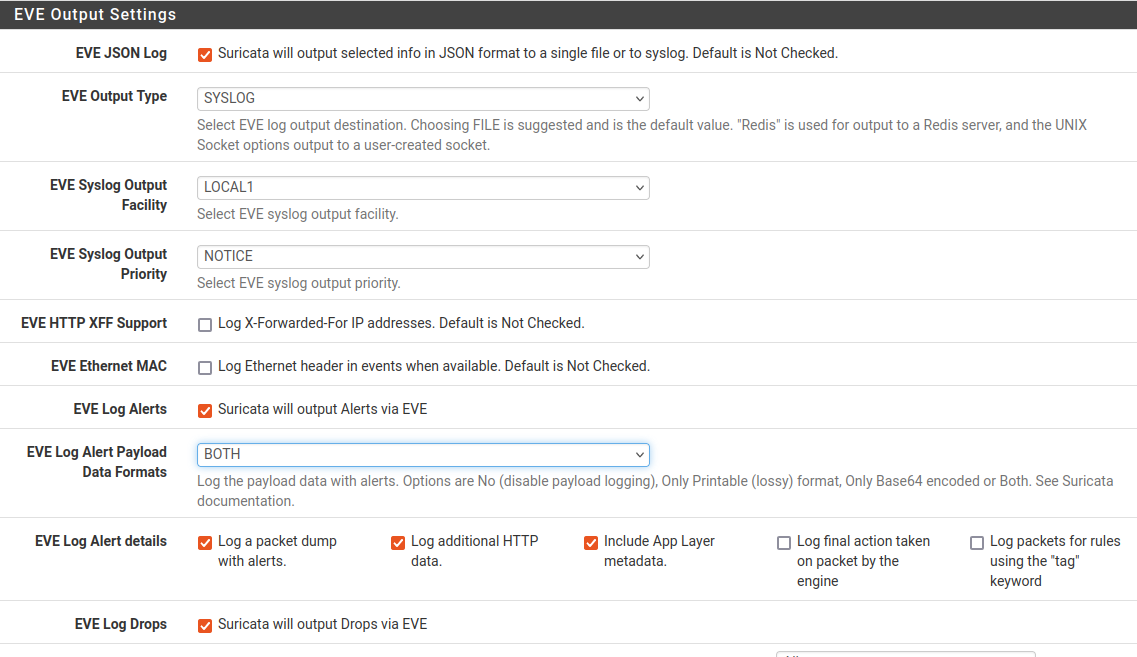 EVE Output Settings
EVE JSON Log
Suricata will output selected info in JSON format to a single file or to syslog. Default is Not Checked.
EVE Output Type
SYSLOG
Select EVE log output destination. Choosing FILE is suggested and is the default value. "Redis" is used for output to a Redis server, and the UNIX
Socket options output to a user-created socket.
EVE Syslog Output
Facility
LOCAL1
Select EVE syslog output facility.
EVE Syslog Output
Priority
NOTICE
Select EVE syslog output priority.
EVE HTTP XFF Support
Log X-Forwarded-For IP addresses. Default is Not Checked.
EVE Ethernet MAC
Log Ethernet header in events when available. Default is Not Checked.
EVE Log Alerts
Suricata will output Alerts via EVE
EVE Log Alert Payload
Data Formats
BOTH
Log the payload data with alerts. Options are No (disable payload logging), Only Printable (lossy) format, Only Base64 encoded or Both. See Suricata
documentation.
EVE Log Alert details
Log a packet dump
with alerts.
Log additional HTTP
data.
Include App Layer
metadata.
Log final action taken
on packet by the
engine
Log packets for rules
using the "tag"
keyword
EVE Log Drops
Suricata will output Drops via EVE